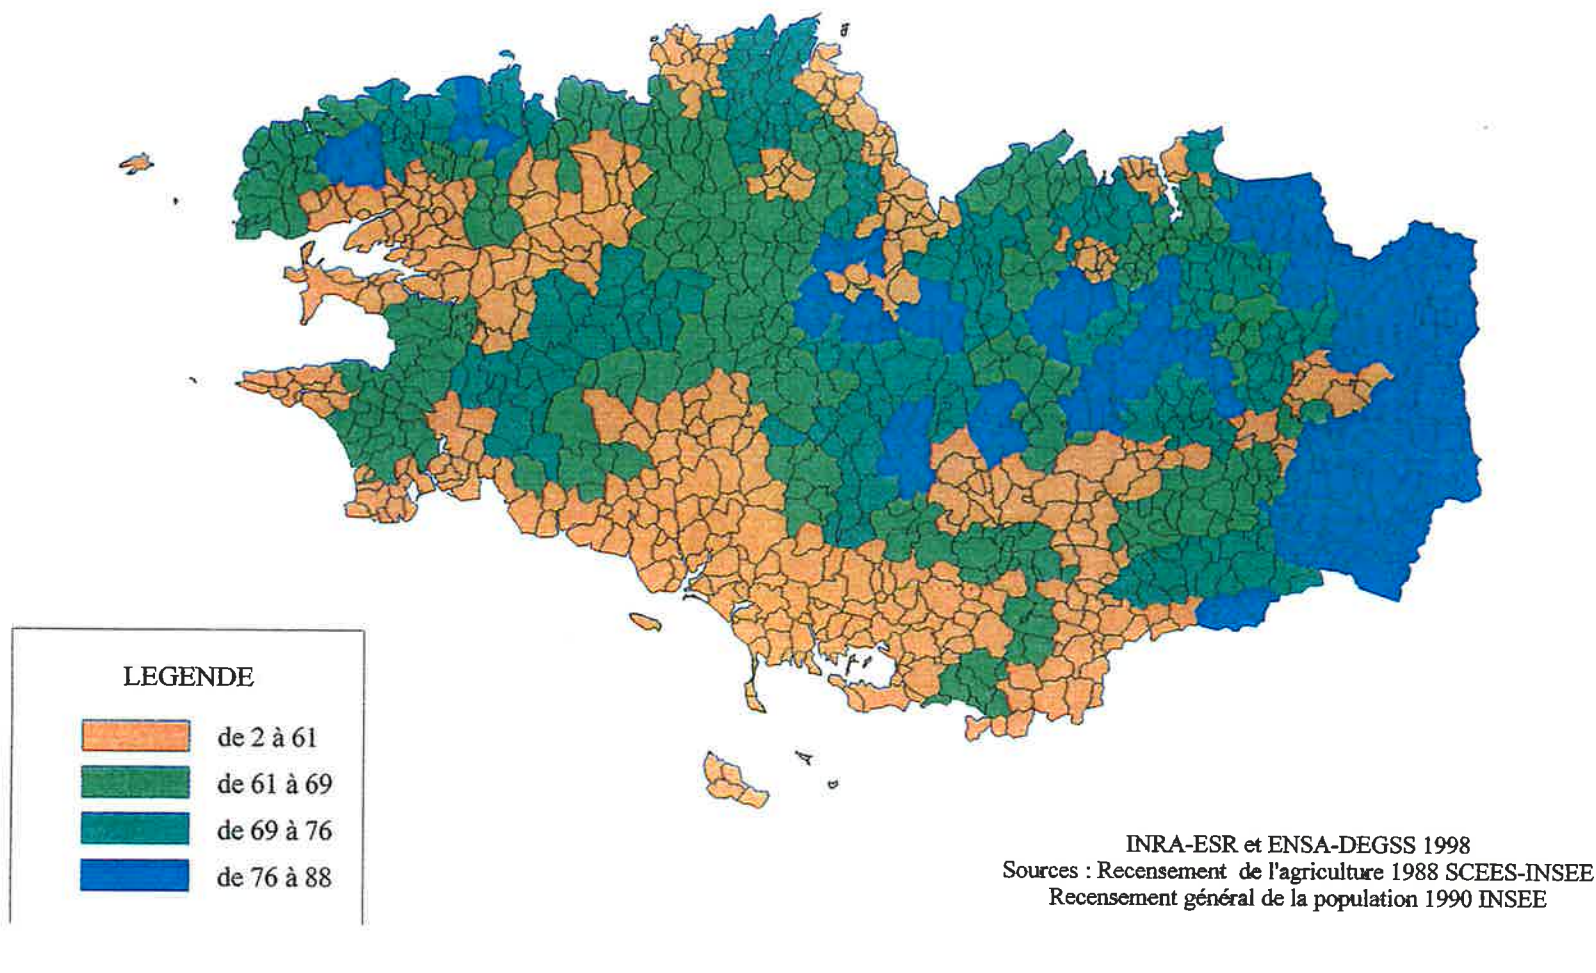 LEGENDE
de 2 à 61
de 61 à 69
de 69 à 76
de 76 à 88
INRA-ESR et ENSA-DEGSS 1998
Sources : Recensement de l'agriculture 1988 SCEES-INSEE
Recensement général de la population 1990 INSEE